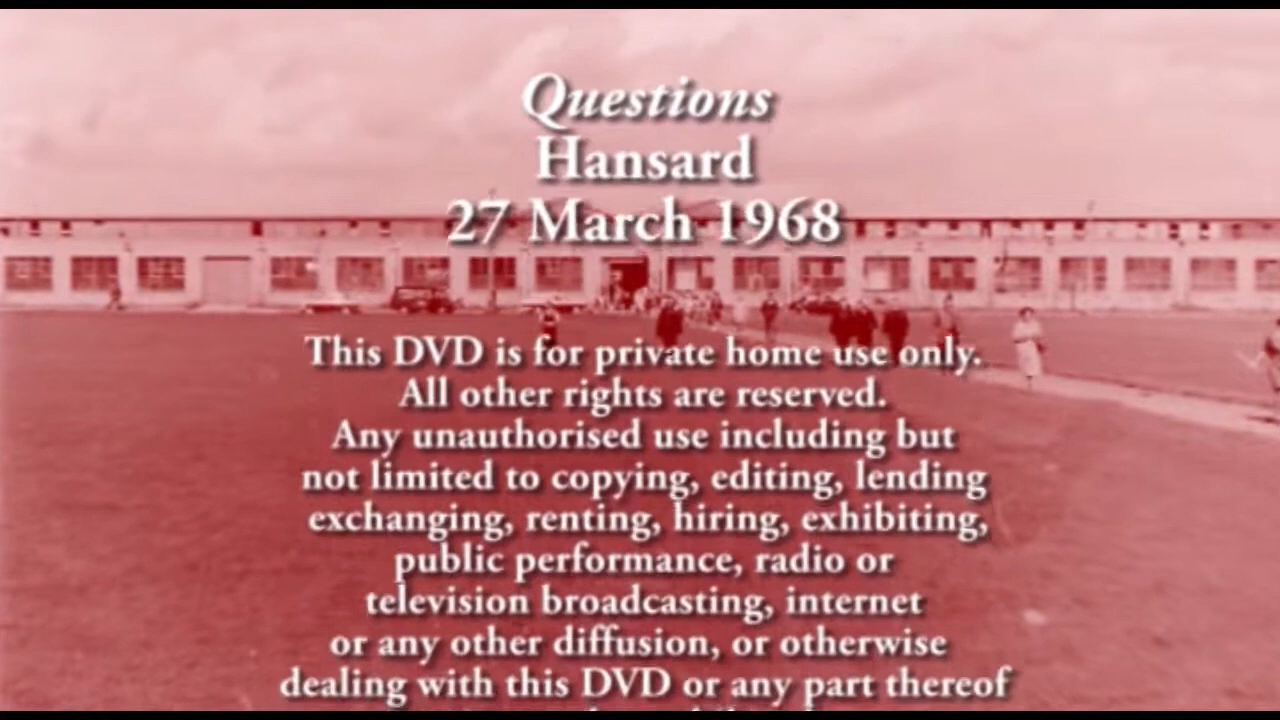 Questions
Hansard
27 March 1968
This DVD is for private home use only.
All other rights are reserved.
Any unauthorised use including but
not limited to copying, editing, lending
exchanging, renting, hiring, exhibiting,
public performance, radio or
television broadcasting, internet
or any other diffusion, or otherwise
dealing with this DVD or any part thereof